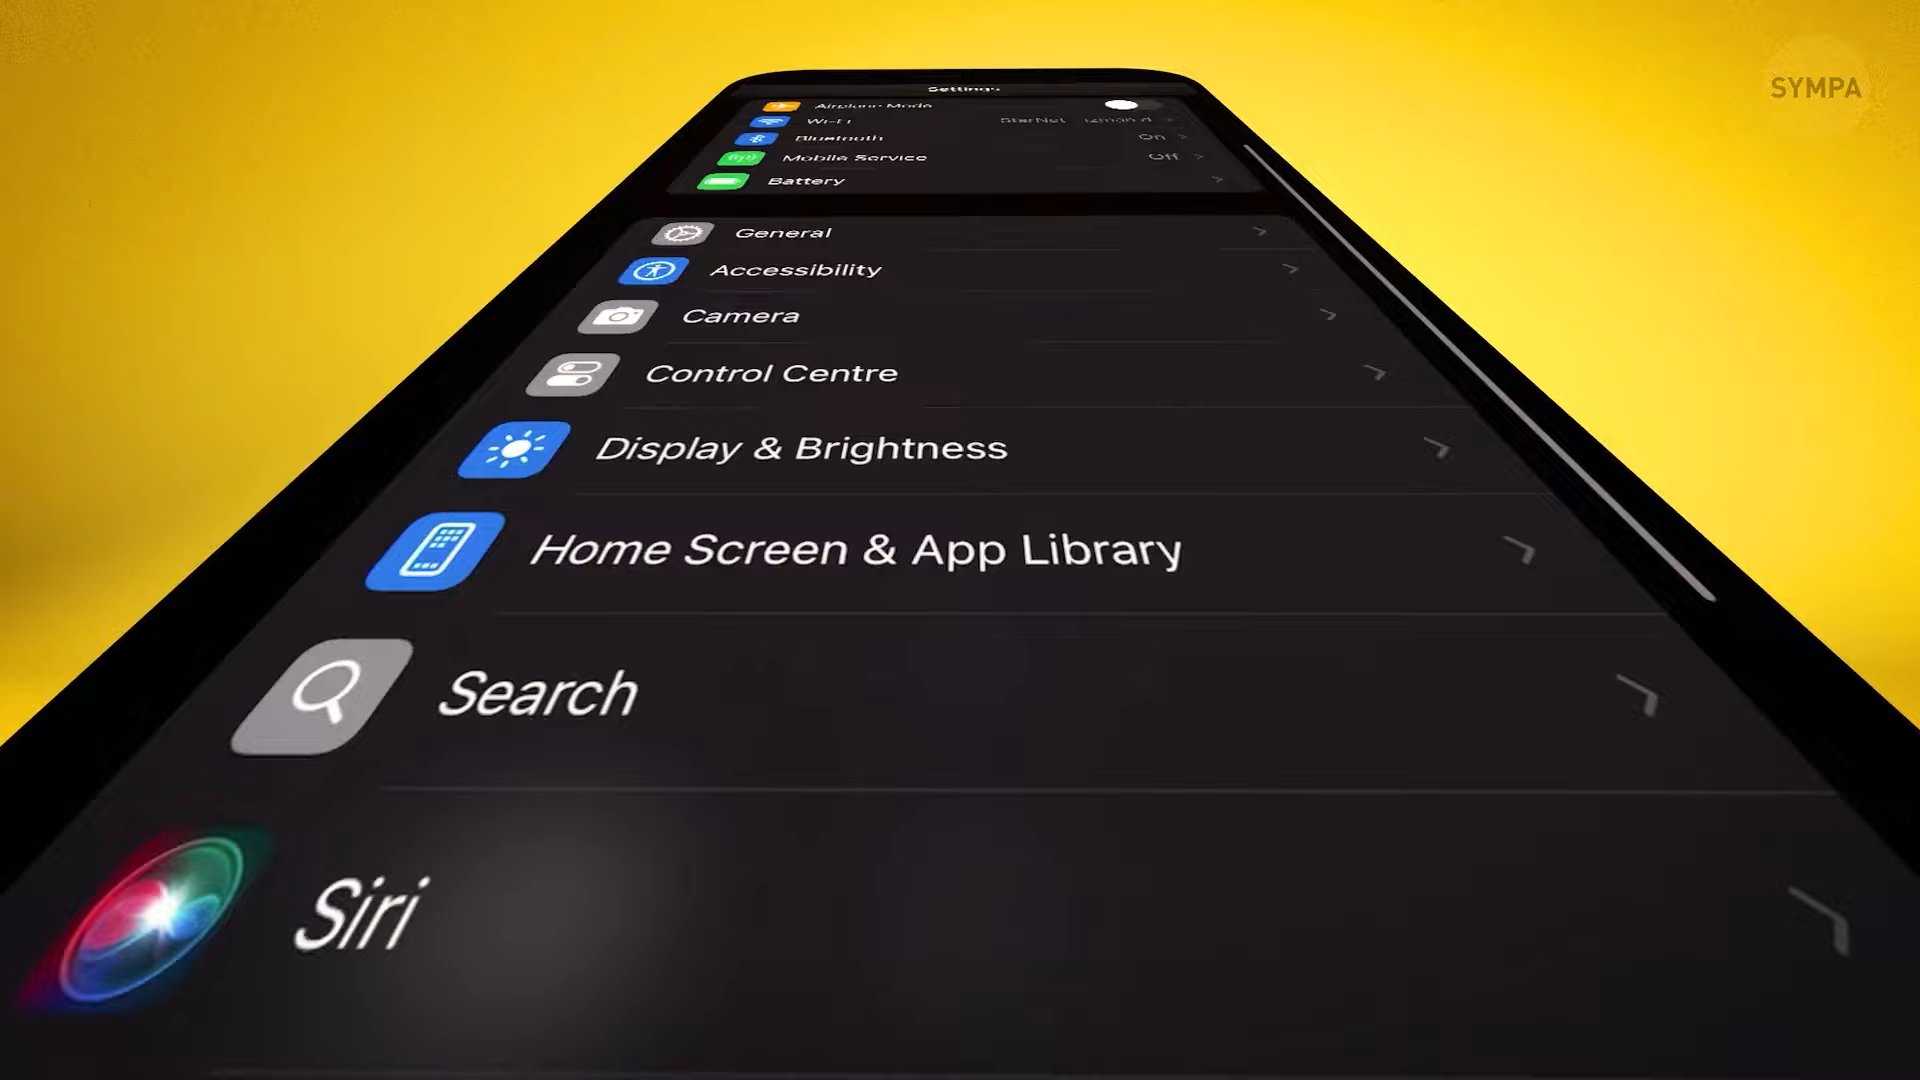 SYMPA
Settings
Airplane Mode
Wi-Fi
Bluetooth On
Mobile Service Off
Battery
General
Accessibility
Camera
Control Centre
Display & Brightness
Home Screen & App Library
Search
Siri